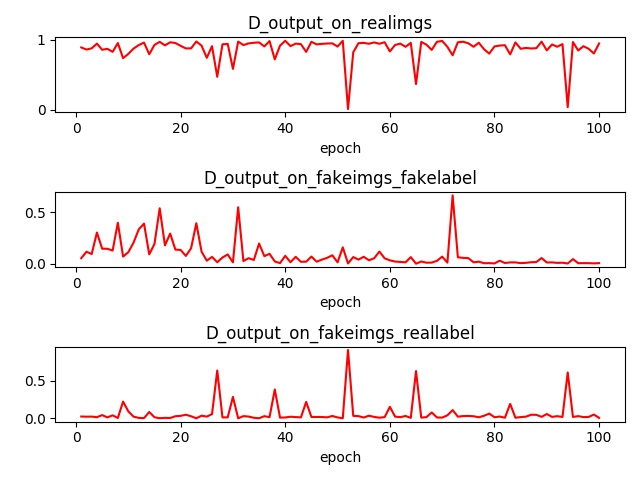 D_output_on_realimgs
1
0
0 20 40 60 80 100
epoch
D_output_on_fakeimgs_fakelabel
0.5
0.0
0 20 40 60 80 100
epoch
D_output_on_fakeimgs_reallabel
0.5
0.0
0 20 40 60 80 100
epoch